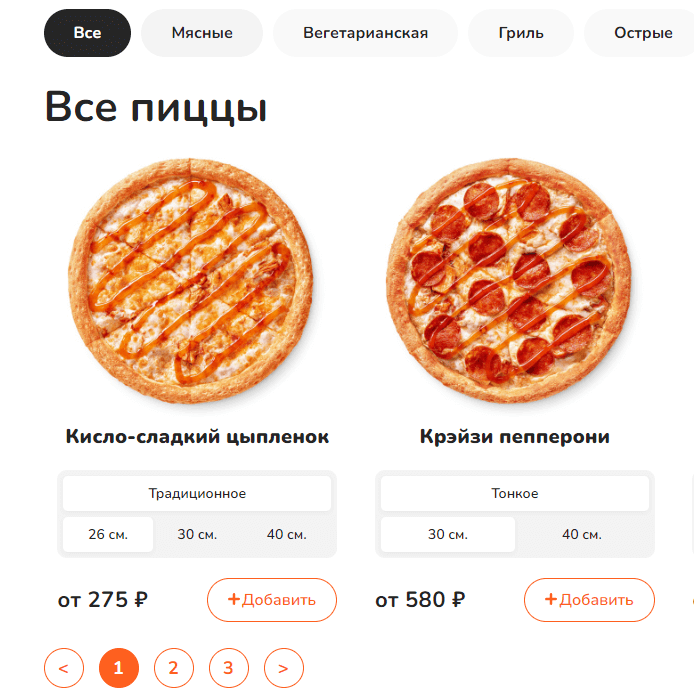 Все Мясные Вегетарианская Гриль Острые
Все пиццы
Кисло-сладкий цыпленок Крэйзи пепперони
Традиционное Тонкое
26 см. 30 см. 40 см. 30 см. 40 см.
от 275 ₽ +Добавить от 580 ₽ +Добавить
< 1 2 3 >